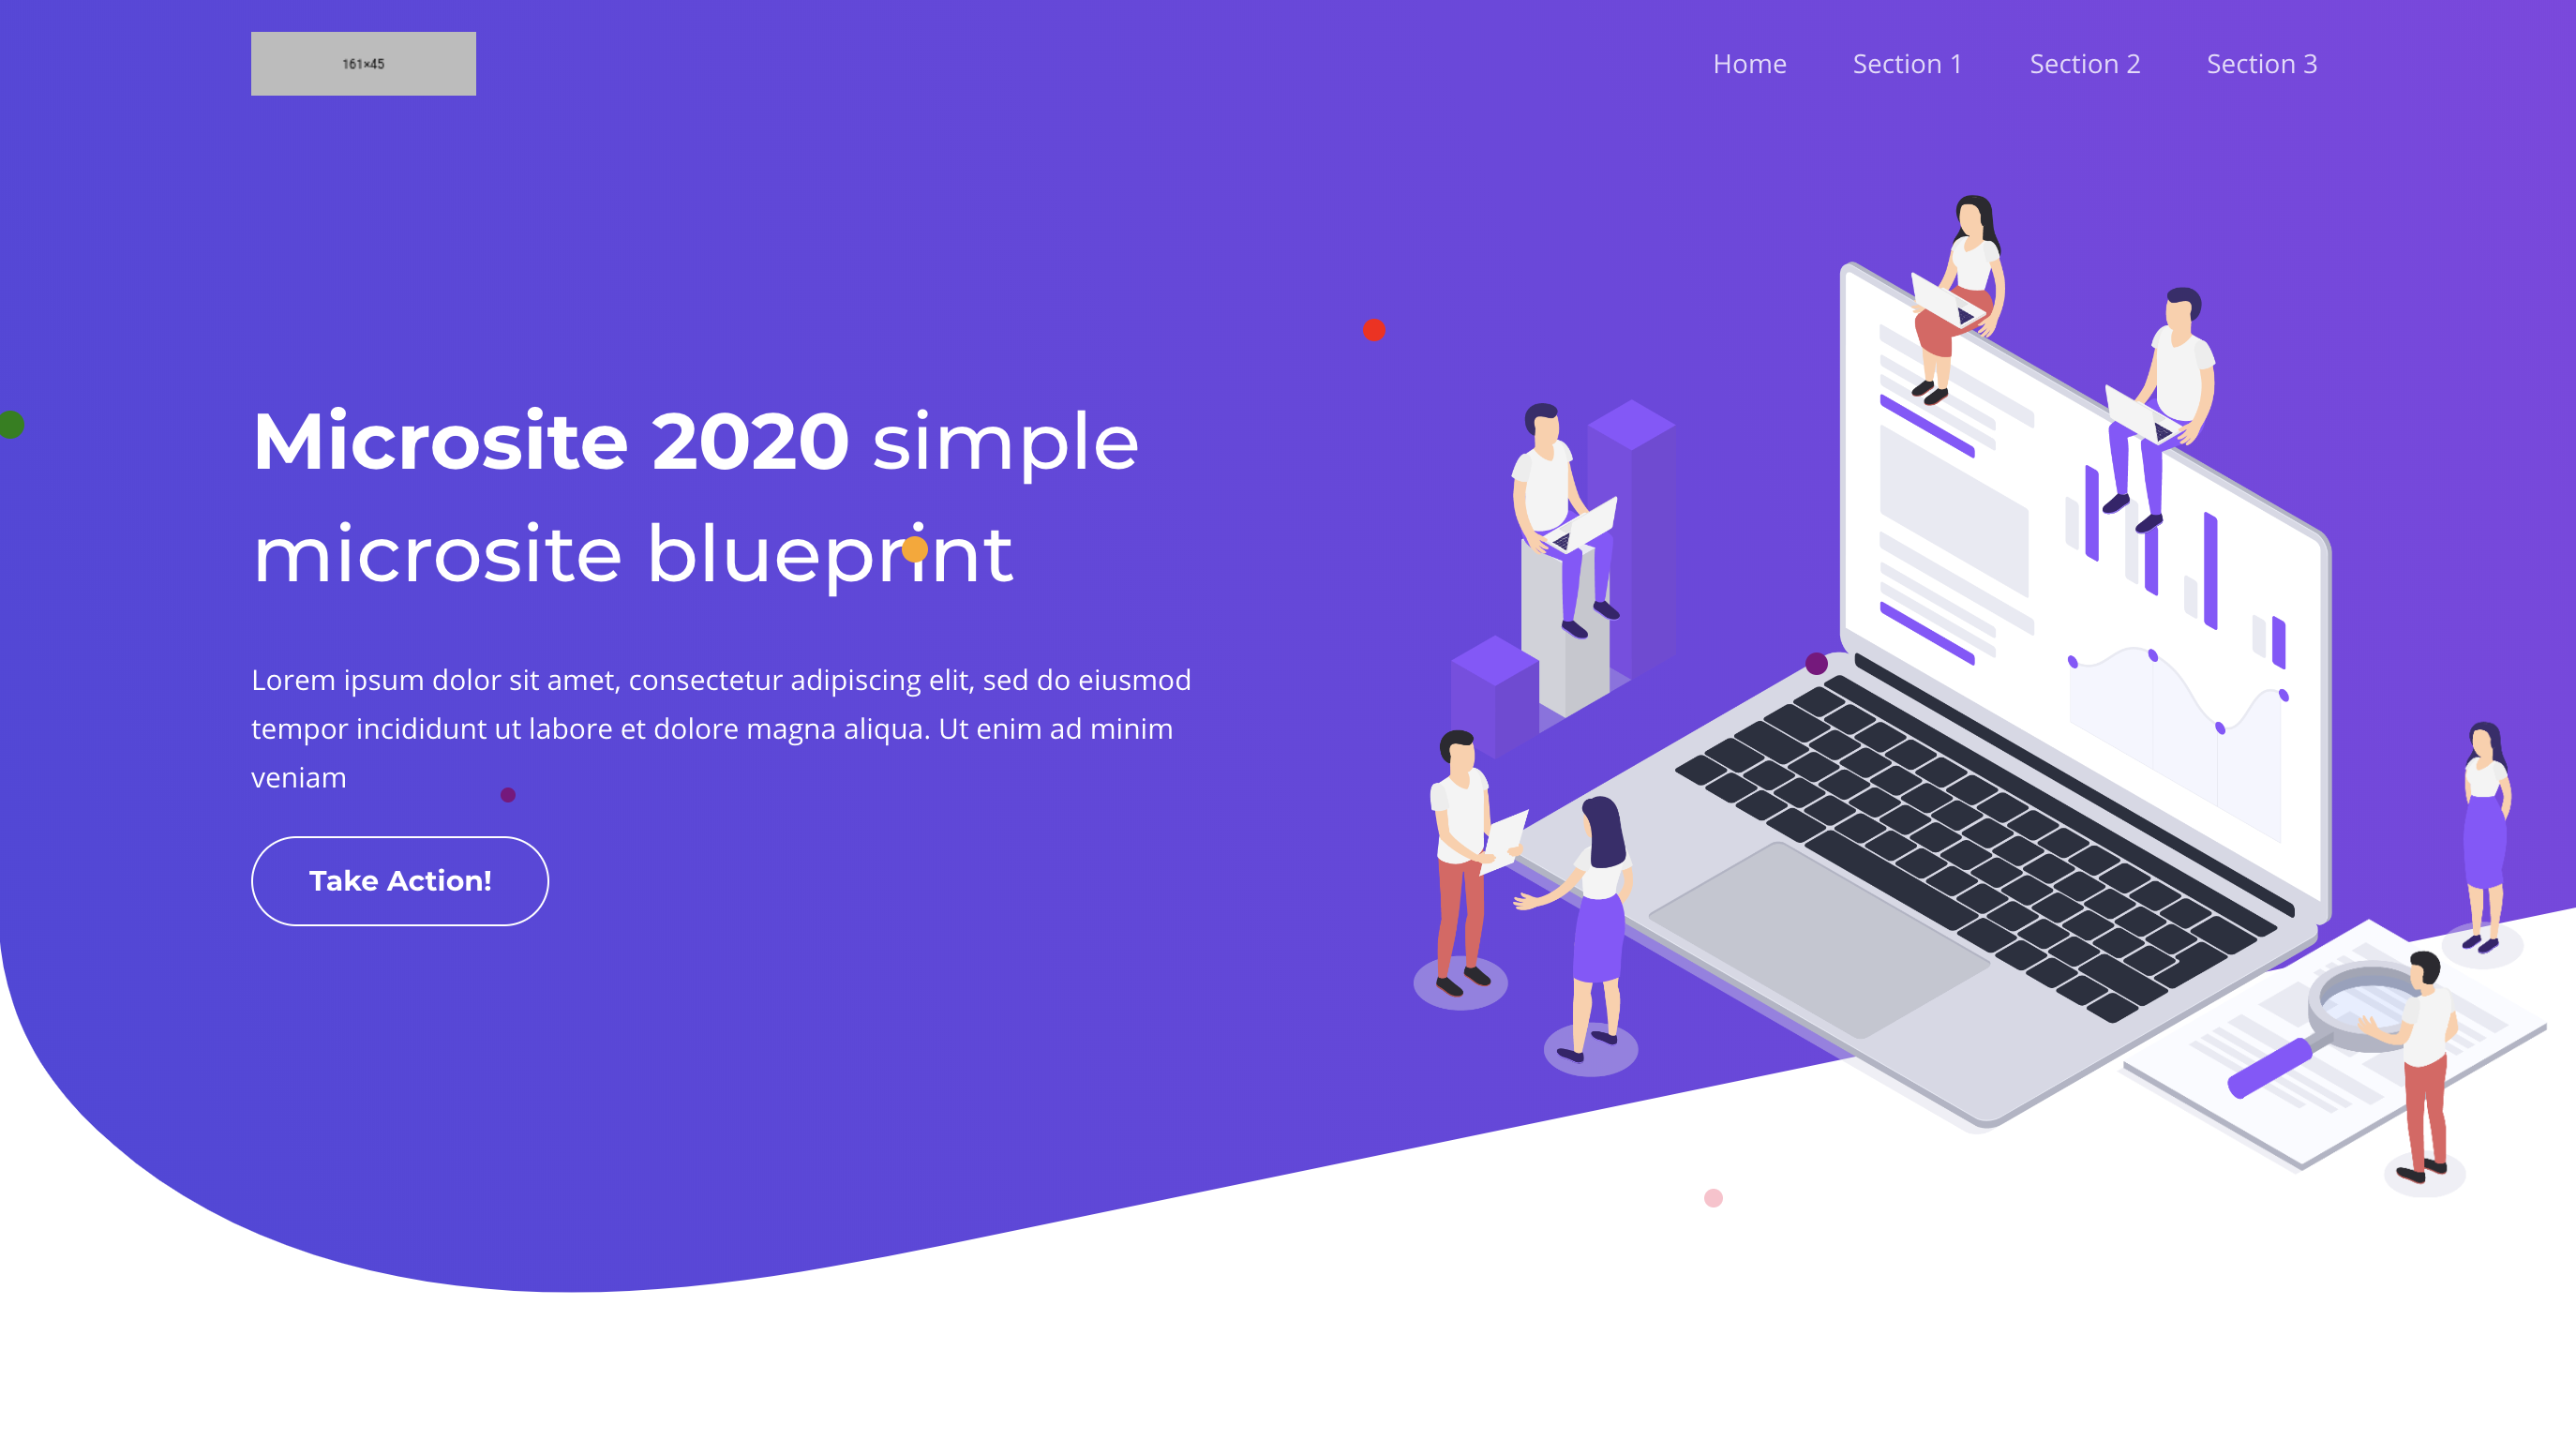 161×45
Home
Section 1
Section 2
Section 3
Microsite 2020 simple
microsite blueprint
Lorem ipsum dolor sit amet, consectetur adipiscing elit, sed do eiusmod
tempor incididunt ut labore et dolore magna aliqua. Ut enim ad minim
veniam
Take Action!